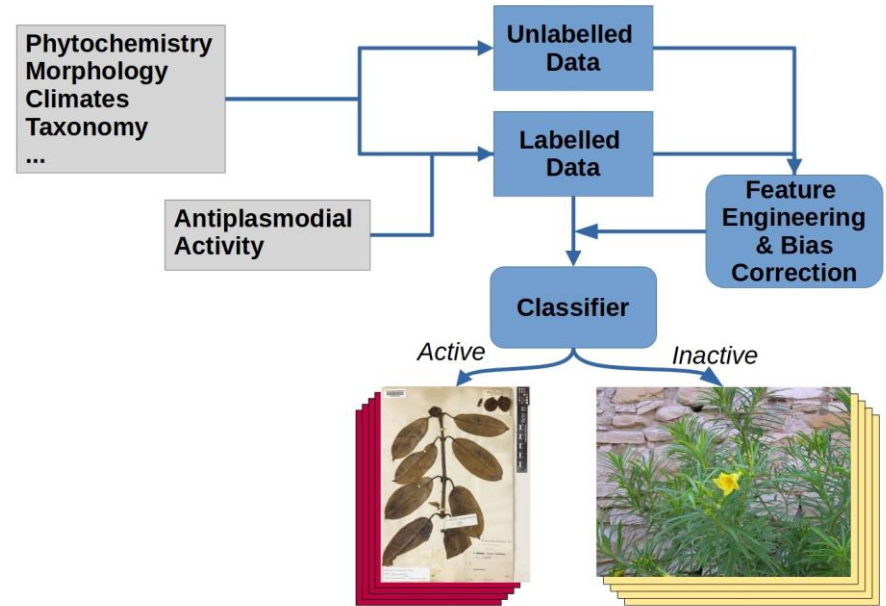 Phytochemistry
Morphology
Climates
Taxonomy
...
Unlabelled
Data
Labelled
Data
Antiplasmodial
Activity
Feature
Engineering
& Bias
Correction
Classifier
Active
Inactive